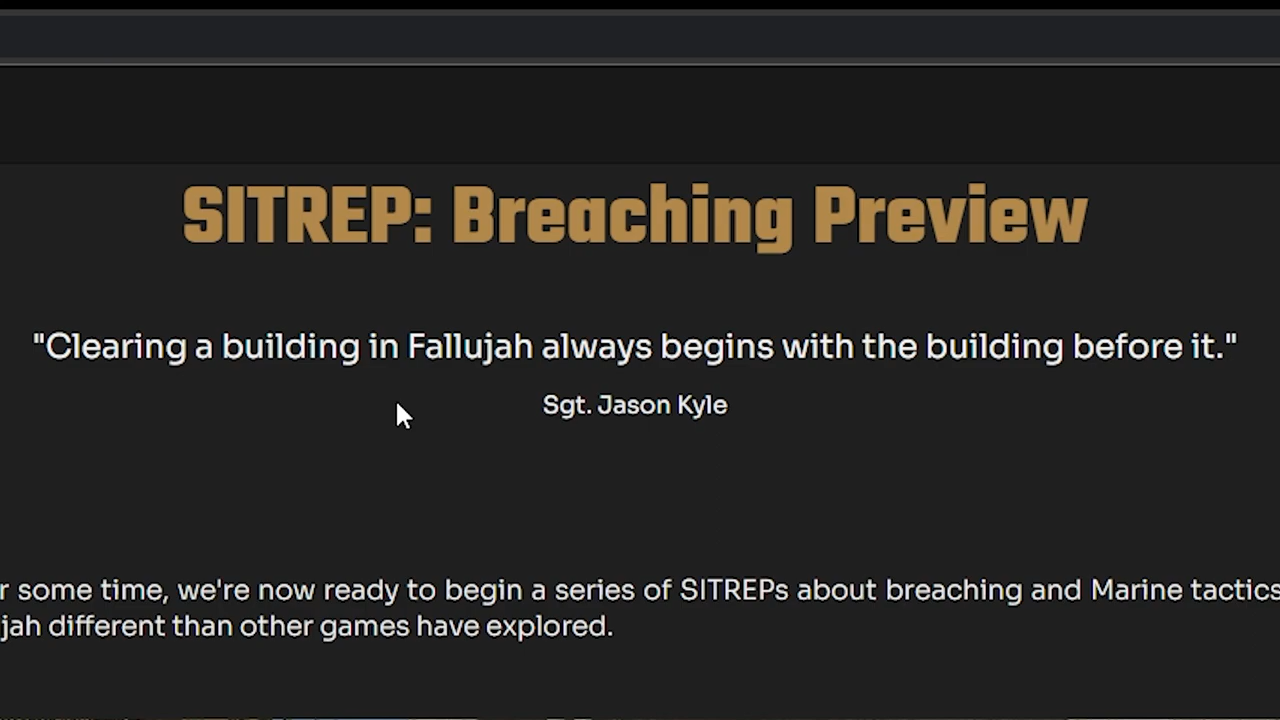 SITREP: Breaching Preview
"Clearing a building in Fallujah always begins with the building before it."
Sgt. Jason Kyle
r some time, we're now ready to begin a series of SITREPs about breaching and Marine tactics
jah different than other games have explored.